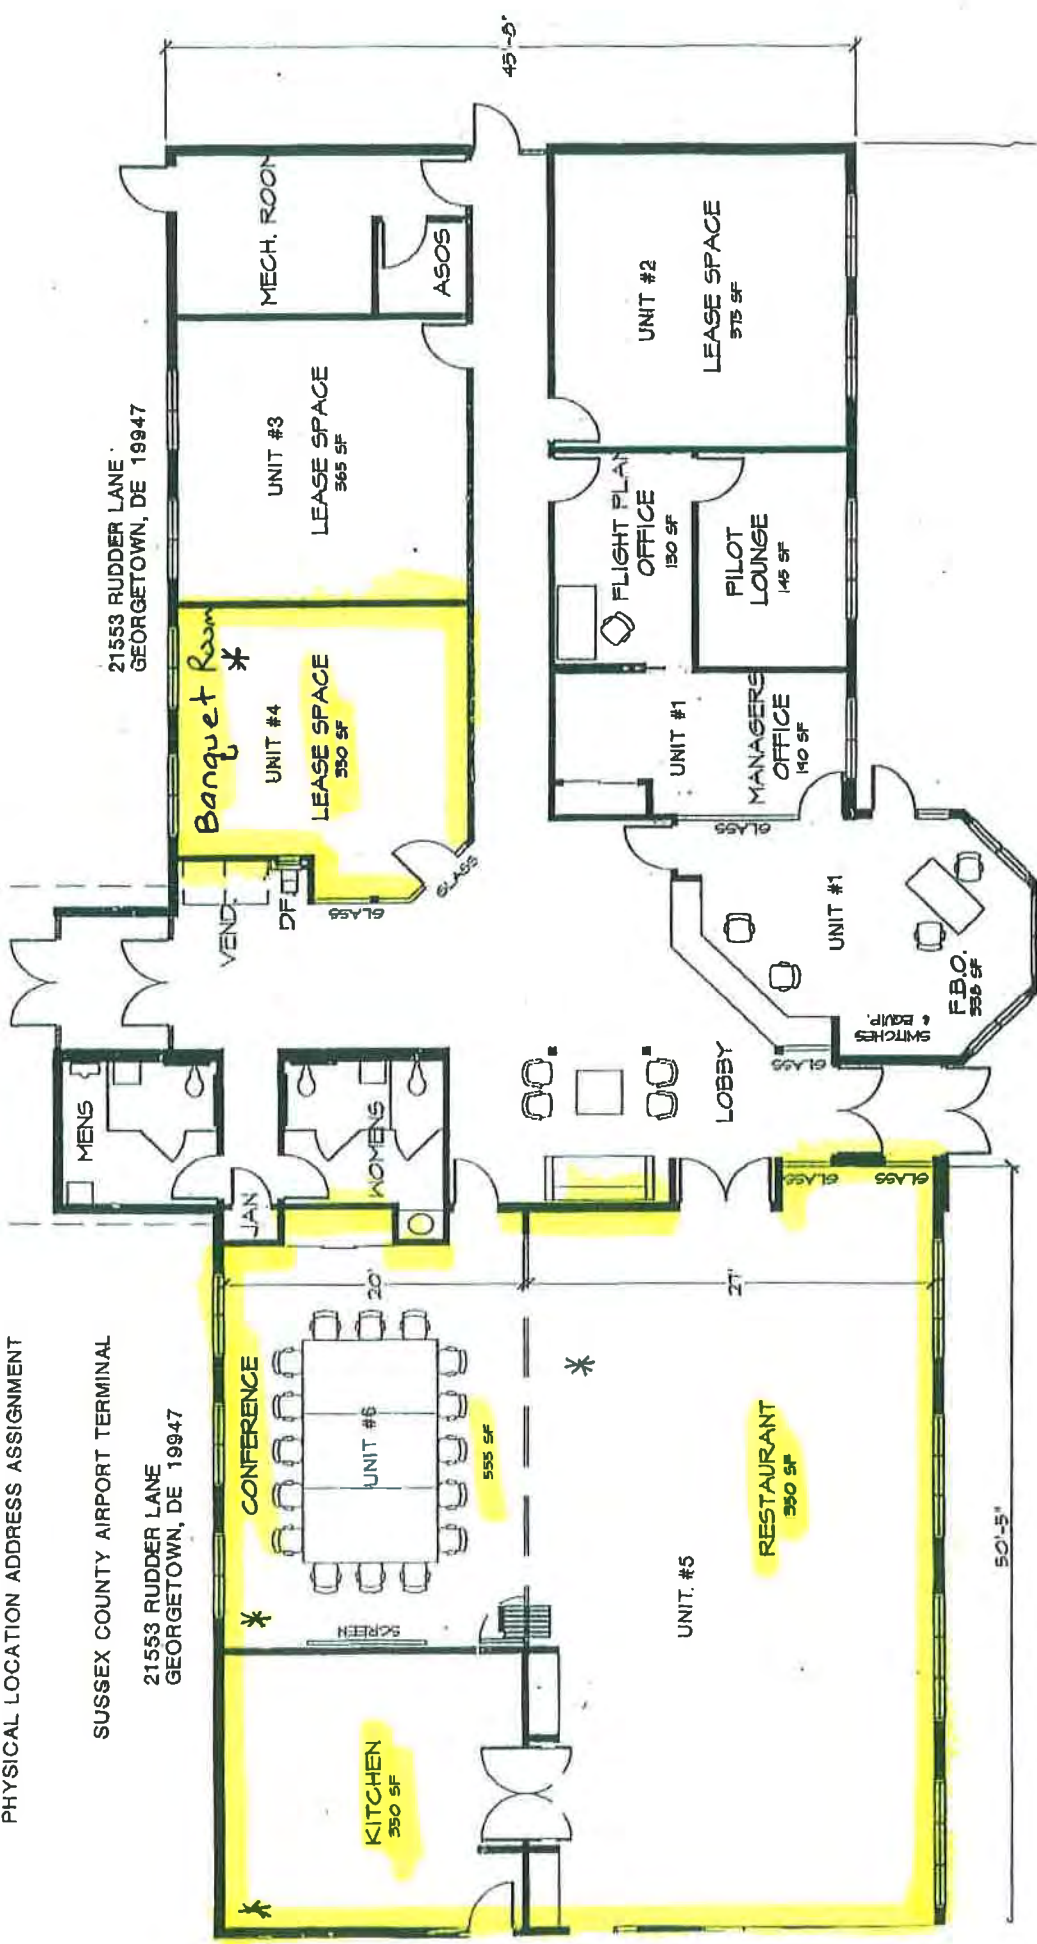 PHYSICAL LOCATION ADDRESS ASSIGNMENT
SUSSEX COUNTY AIRPORT TERMINAL
21553 RUDDER LANE
GEORGETOWN, DE 19947
21553 RUDDER LANE
GEORGETOWN, DE 19947
45'-8"
MENS
JAN
WOMENS
VEND.
DF
Banquet Room
*
UNIT #4
LEASE SPACE
330 SF
GLASS
GLASS
UNIT #3
LEASE SPACE
365 SF
MECH. ROOM
ASOS
*
CONFERENCE
UNIT #6
555 SF
SCREEN
20'
*
KITCHEN
350 SF
*
27'
UNIT. #5
RESTAURANT
350 SF
50'-5"
LOBBY
GLASS
GLASS
GLASS
SWITCHES
+ EQUIP.
UNIT #1
F.B.O.
338 SF
GLASS
UNIT #1
MANAGERS
OFFICE
140 SF
FLIGHT PLAN
OFFICE
130 SF
PILOT
LOUNGE
145 SF
UNIT #2
LEASE SPACE
375 SF